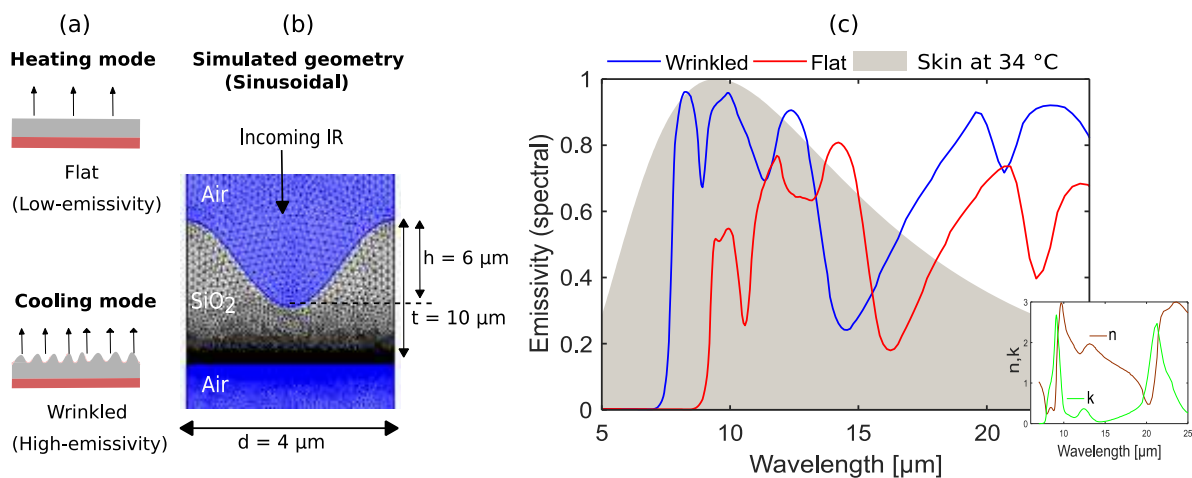 (a)
Heating mode
Flat
(Low-emissivity)
Cooling mode
Wrinkled
(High-emissivity)
(b)
Simulated geometry
(Sinusoidal)
Incoming IR
Air
SiO₂
Air
h = 6 μm
t = 10 μm
d = 4 μm
(c)
Wrinkled Flat Skin at 34 °C
Emissivity (spectral)
1
0.8
0.6
0.4
0.2
0
5 10 15 20
Wavelength [μm]
n,k
3
2
1
0
n
k
10 15 20 25
Wavelength [μm]